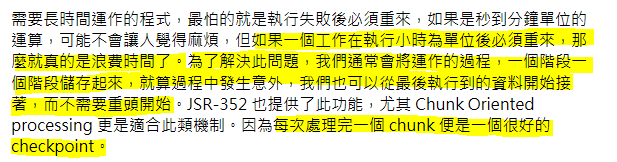 需要長時間運作的程式，最怕的就是執行失敗後必須重來，如果是秒到分鐘單位的
運算，可能不會讓人覺得麻煩，但如果一個工作在執行小時為單位後必須重來，那
麼就真的是浪費時間了。為了解決此問題，我們通常會將運作的過程，一個階段一
個階段儲存起來，就算過程中發生意外，我們也可以從最後執行到的資料開始接
著，而不需要重頭開始。JSR-352 也提供了此功能，尤其 Chunk Oriented
processing 更是適合此類機制。因為每次處理完一個 chunk 便是一個很好的
checkpoint。